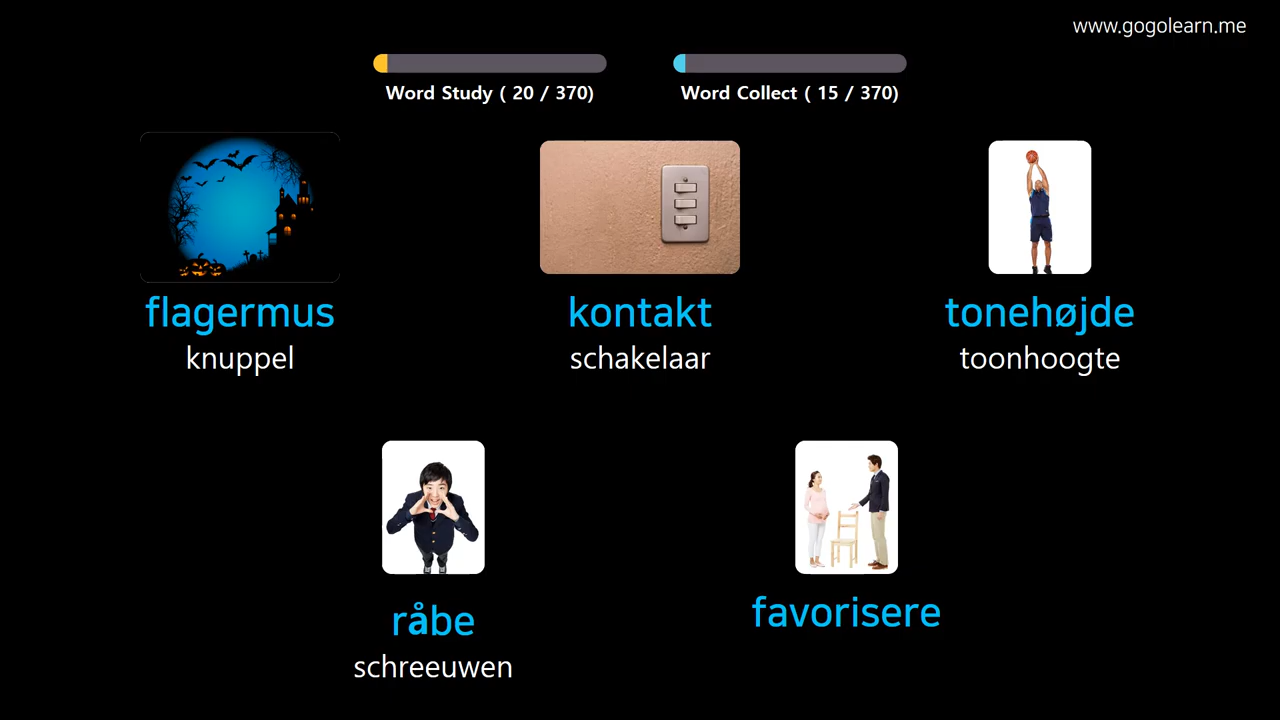 www.gogolearn.me
Word Study ( 20 / 370)
Word Collect ( 15 / 370)
flagermus
knuppel
kontakt
schakelaar
tonehøjde
toonhoogte
råbe
schreeuwen
favorisere